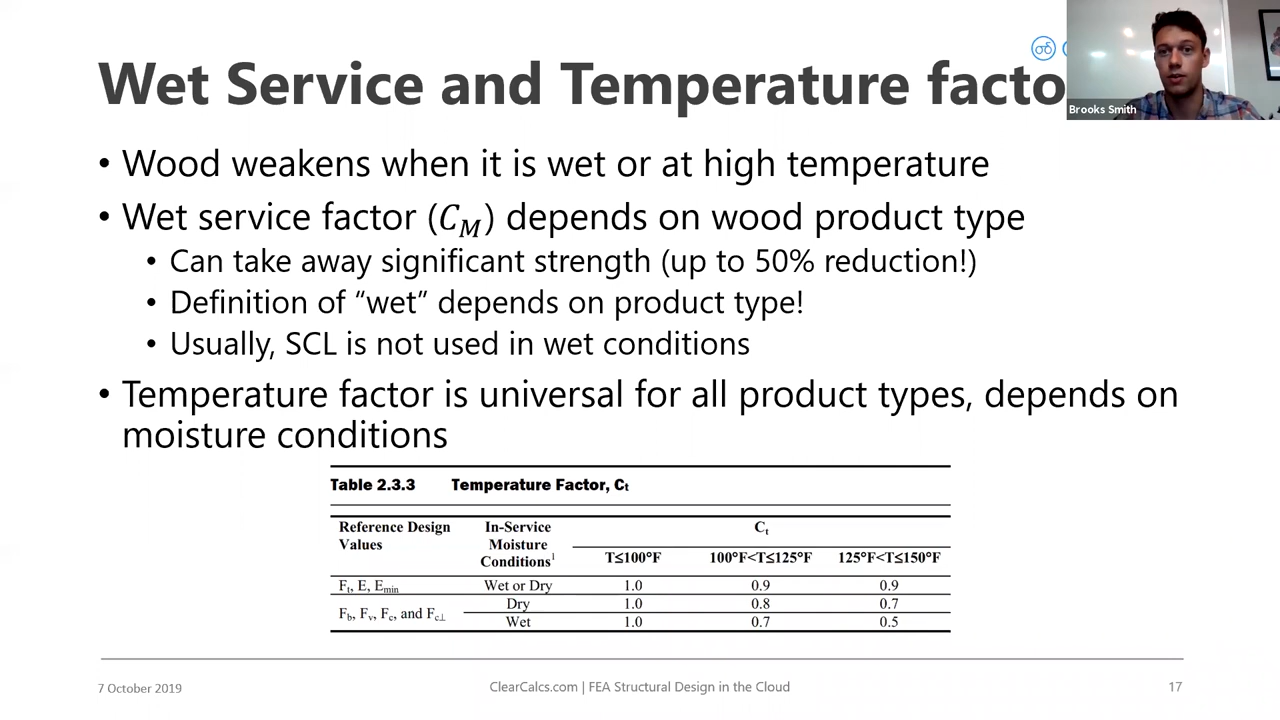 Wet Service and Temperature facto
Brooks Smith
• Wood weakens when it is wet or at high temperature
• Wet service factor (C_M) depends on wood product type
• Can take away significant strength (up to 50% reduction!)
• Definition of “wet” depends on product type!
• Usually, SCL is not used in wet conditions
• Temperature factor is universal for all product types, depends on
moisture conditions
Table 2.3.3 Temperature Factor, Ct
Reference Design Values In-Service Moisture Conditions¹ Ct
T≤100°F 100°F<T≤125°F 125°F<T≤150°F
Ft, E, Emin Wet or Dry 1.0 0.9 0.9
Fb, Fv, Fc, and Fc⊥ Dry 1.0 0.8 0.7
Wet 1.0 0.7 0.5
7 October 2019 ClearCalcs.com | FEA Structural Design in the Cloud 17